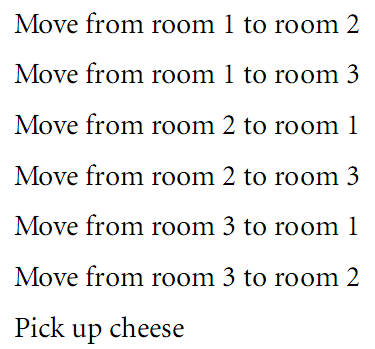 Move from room 1 to room 2
Move from room 1 to room 3
Move from room 2 to room 1
Move from room 2 to room 3
Move from room 3 to room 1
Move from room 3 to room 2
Pick up cheese